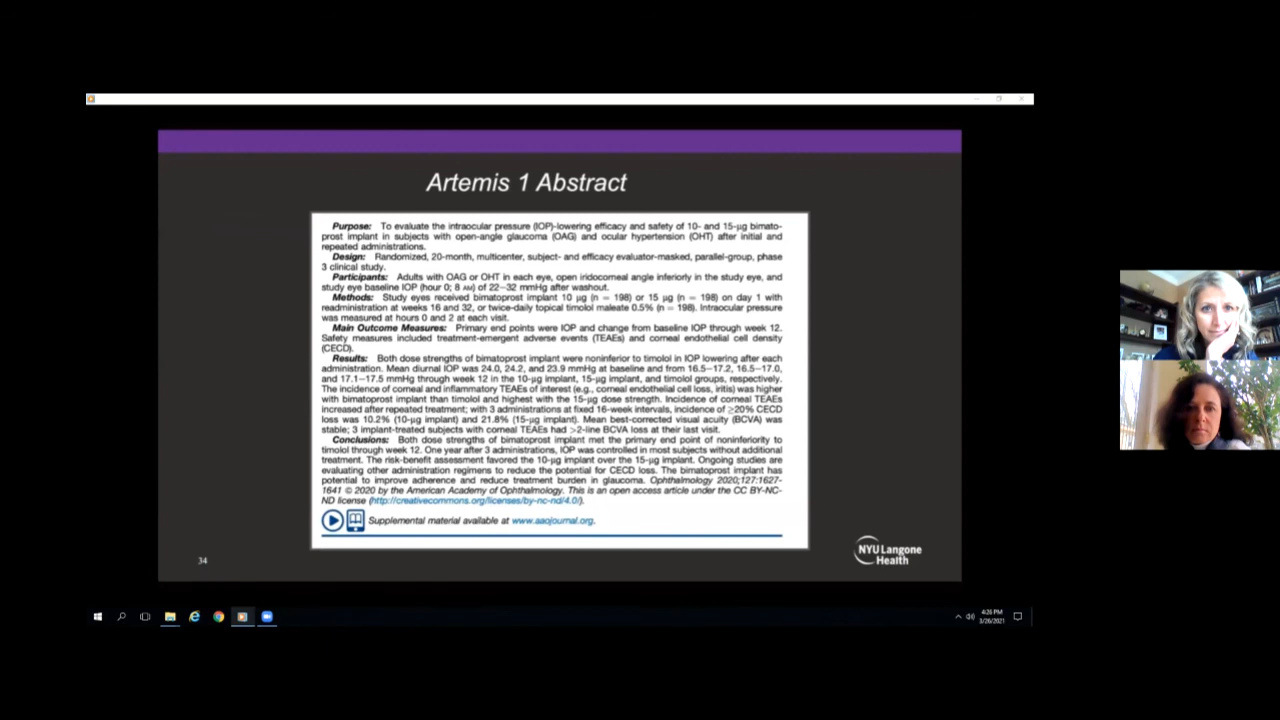 Artemis 1 Abstract
Purpose: To evaluate the intraocular pressure (IOP)-lowering efficacy and safety of 10- and 15-μg bimato-
prost implant in subjects with open-angle glaucoma (OAG) and ocular hypertension (OHT) after initial and
repeated administrations.
Design: Randomized, 20-month, multicenter, subject- and efficacy evaluator-masked, parallel-group, phase
3 clinical study.
Participants: Adults with OAG or OHT in each eye, open iridocorneal angle inferiorly in the study eye, and
study eye baseline IOP (hour 0; 8 AM) of 22–32 mmHg after washout.
Methods: Study eyes received bimatoprost implant 10 μg (n = 198) or 15 μg (n = 198) on day 1 with
readministration at weeks 16 and 32, or twice-daily topical timolol maleate 0.5% (n = 198). Intraocular pressure
was measured at hours 0 and 2 at each visit.
Main Outcome Measures: Primary end points were IOP and change from baseline IOP through week 12.
Safety measures included treatment-emergent adverse events (TEAEs) and corneal endothelial cell density
(CECD).
Results: Both dose strengths of bimatoprost implant were noninferior to timolol in IOP lowering after each
administration. Mean diurnal IOP was 24.0, 24.2, and 23.9 mmHg at baseline and from 16.5–17.2, 16.5–17.0,
and 17.1–17.5 mmHg through week 12 in the 10-μg implant, 15-μg implant, and timolol groups, respectively.
The incidence of corneal and inflammatory TEAEs of interest (e.g., corneal endothelial cell loss, iritis) was higher
with bimatoprost implant than timolol and highest with the 15-μg dose strength. Incidence of corneal TEAEs
increased after repeated treatment; with 3 administrations at fixed 16-week intervals, incidence of ≥20% CECD
loss was 10.2% (10-μg implant) and 21.8% (15-μg implant). Mean best-corrected visual acuity (BCVA) was
stable; 3 implant-treated subjects with corneal TEAEs had >2-line BCVA loss at their last visit.
Conclusions: Both dose strengths of bimatoprost implant met the primary end point of noninferiority to
timolol through week 12. One year after 3 administrations, IOP was controlled in most subjects without additional
treatment. The risk-benefit assessment favored the 10-μg implant over the 15-μg implant. Ongoing studies are
evaluating other administration regimens to reduce the potential for CECD loss. The bimatoprost implant has
potential to improve adherence and reduce treatment burden in glaucoma. Ophthalmology 2020;127:1627-
1641 © 2020 by the American Academy of Ophthalmology. This is an open access article under the CC BY-NC-
ND license (http://creativecommons.org/licenses/by-nc-nd/4.0/).
Supplemental material available at www.aaojournal.org.
34
NYU Langone
Health
4:26 PM
3/26/2021